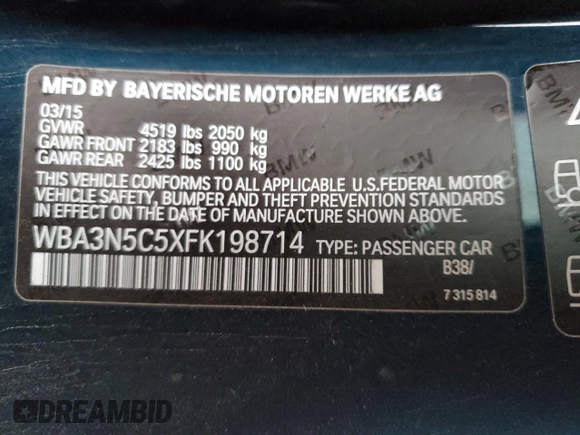 MFD BY BAYERISCHE MOTOREN WERKE AG
03/15
GVWR 4519 lbs 2050 kg
GAWR FRONT 2183 lbs 990 kg
GAWR REAR 2425 lbs 1100 kg
THIS VEHICLE CONFORMS TO ALL APPLICABLE U.S.FEDERAL MOTOR
VEHICLE SAFETY, BUMPER AND THEFT PREVENTION STANDARDS
IN EFFECT ON THE DATE OF MANUFACTURE SHOWN ABOVE.
WBA3N5C5XFK198714 TYPE: PASSENGER CAR
B38/
7 315 814
DREAMBID